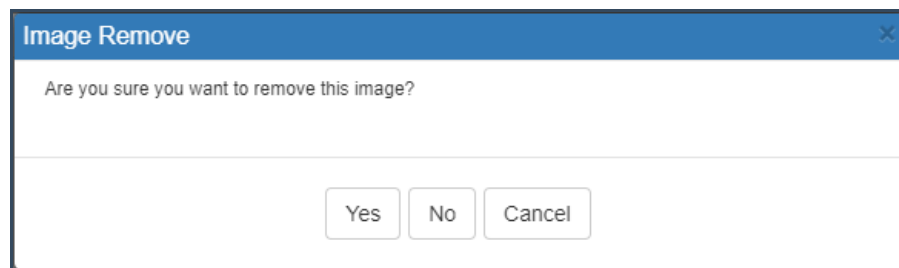 Image Remove ×
Are you sure you want to remove this image?
Yes No Cancel